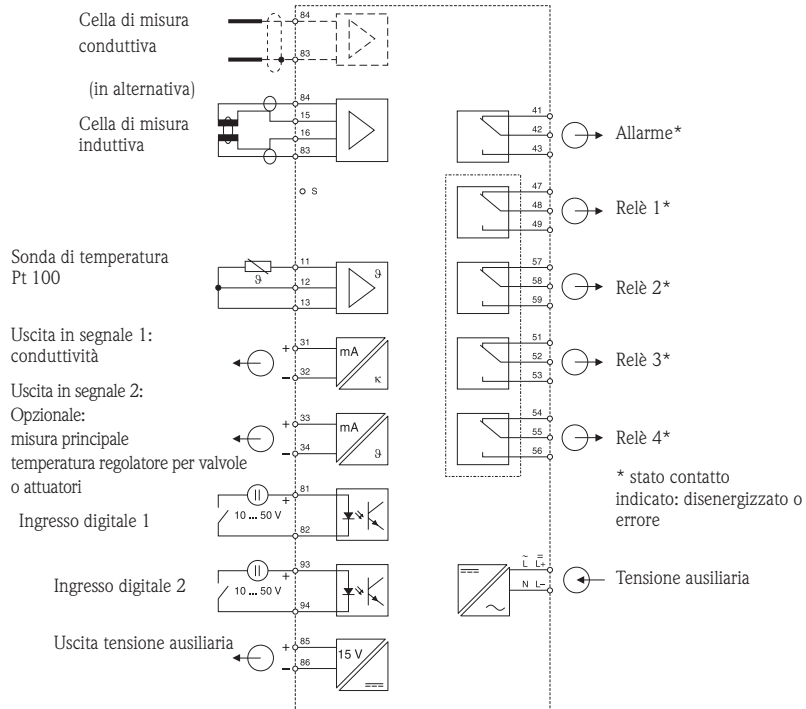 Cella di misura
conduttiva
84
83
(in alternativa)
Cella di misura
induttiva
84
15
16
83
S
Sonda di temperatura
Pt 100
ϑ
11
12
13
ϑ
Uscita in segnale 1:
conduttività
+
−
31
32
mA
κ
Uscita in segnale 2:
Opzionale:
misura principale
temperatura regolatore per valvole
o attuatori
+
−
33
34
mA
ϑ
Ingresso digitale 1
10 ... 50 V
+
81
82
Ingresso digitale 2
10 ... 50 V
+
93
94
Uscita tensione ausiliaria
+
−
85
86
15 V
41
42
43
Allarme*
47
48
49
Relè 1*
57
58
59
Relè 2*
51
52
53
Relè 3*
54
55
56
Relè 4*
* stato contatto
indicato: disenergizzato o
errore
L L+
N L−
Tensione ausiliaria